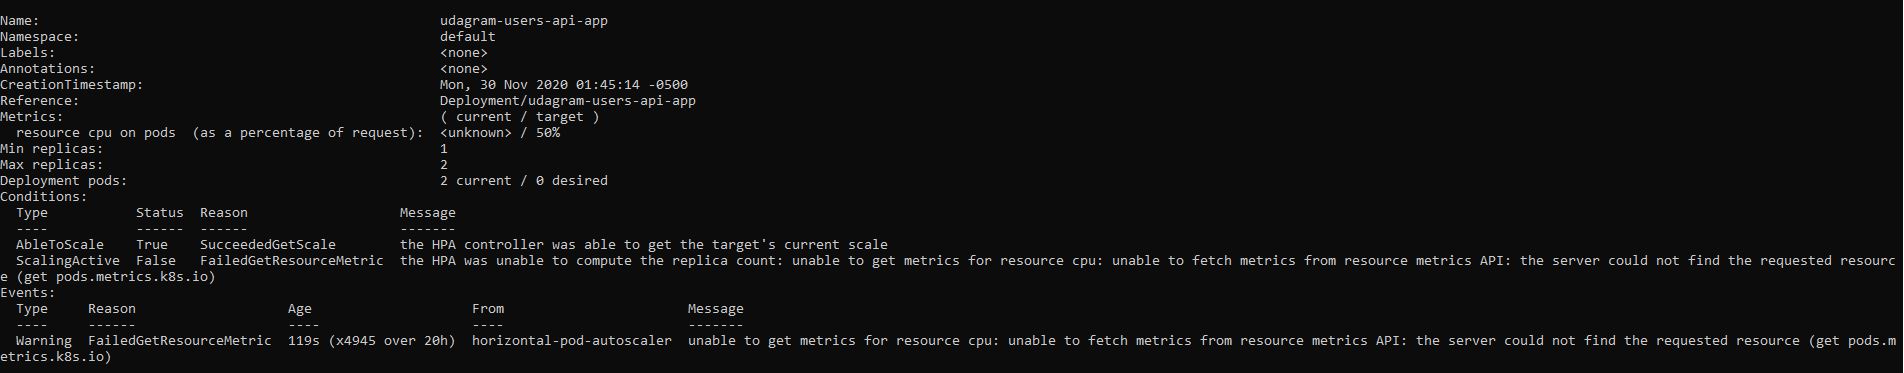 Name:                                                  udagram-users-api-app
Namespace:                                             default
Labels:                                                <none>
Annotations:                                           <none>
CreationTimestamp:                                     Mon, 30 Nov 2020 01:45:14 -0500
Reference:                                             Deployment/udagram-users-api-app
Metrics:                                               ( current / target )
  resource cpu on pods  (as a percentage of request):  <unknown> / 50%
Min replicas:                                          1
Max replicas:                                          2
Deployment pods:                                       2 current / 0 desired
Conditions:
  Type           Status  Reason                   Message
  ----           ------  ------                   -------
  AbleToScale    True    SucceededGetScale        the HPA controller was able to get the target's current scale
  ScalingActive  False   FailedGetResourceMetric  the HPA was unable to compute the replica count: unable to get metrics for resource cpu: unable to fetch metrics from resource metrics API: the server could not find the requested resourc
e (get pods.metrics.k8s.io)
Events:
  Type     Reason                   Age                    From                       Message
  ----     ------                   ----                   ----                       -------
  Warning  FailedGetResourceMetric  119s (x4945 over 20h)  horizontal-pod-autoscaler  unable to get metrics for resource cpu: unable to fetch metrics from resource metrics API: the server could not find the requested resource (get pods.m
etrics.k8s.io)